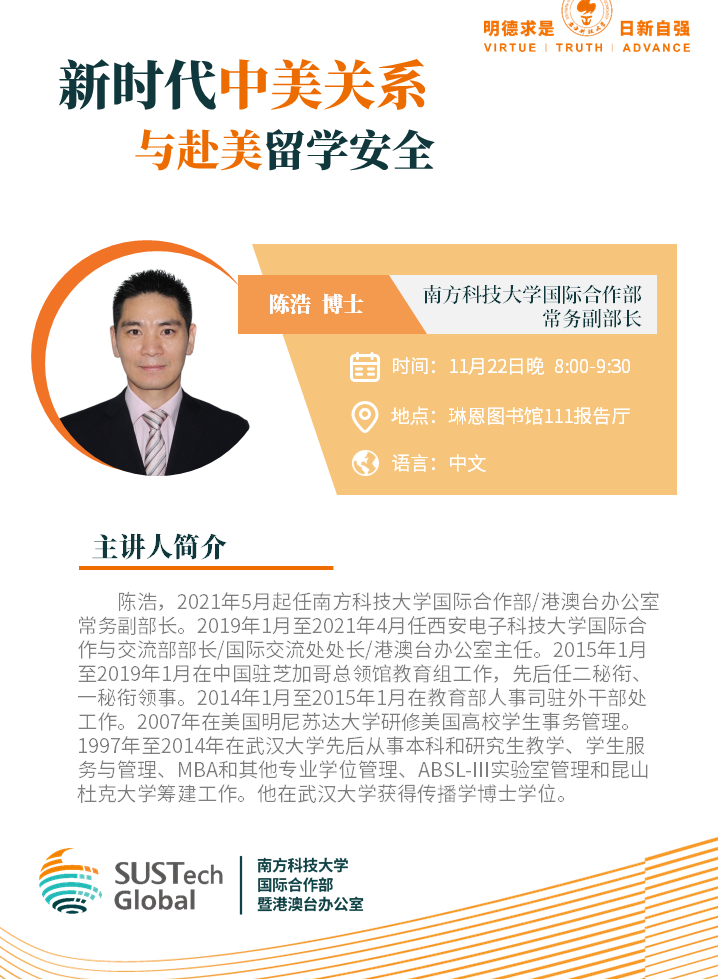 明德求是 日新自强
VIRTUE | TRUTH | ADVANCE
新时代中美关系
与赴美留学安全
陈浩 博士
南方科技大学国际合作部
常务副部长
时间：11月22日晚 8:00-9:30
地点：琳恩图书馆111报告厅
语言：中文
主讲人简介
陈浩，2021年5月起任南方科技大学国际合作部/港澳台办公室
常务副部长。2019年1月至2021年4月任西安电子科技大学国际合
作与交流部部长/国际交流处处长/港澳台办公室主任。2015年1月
至2019年1月在中国驻芝加哥总领馆教育组工作，先后任二秘衔、
一秘衔领事。2014年1月至2015年1月在教育部人事司驻外干部处
工作。2007年在美国明尼苏达大学研修美国高校学生事务管理。
1997年至2014年在武汉大学先后从事本科和研究生教学、学生服
务与管理、MBA和其他专业学位管理、ABSL-III实验室管理和昆山
杜克大学筹建工作。他在武汉大学获得传播学博士学位。
SUSTech
Global
南方科技大学
国际合作部
暨港澳台办公室